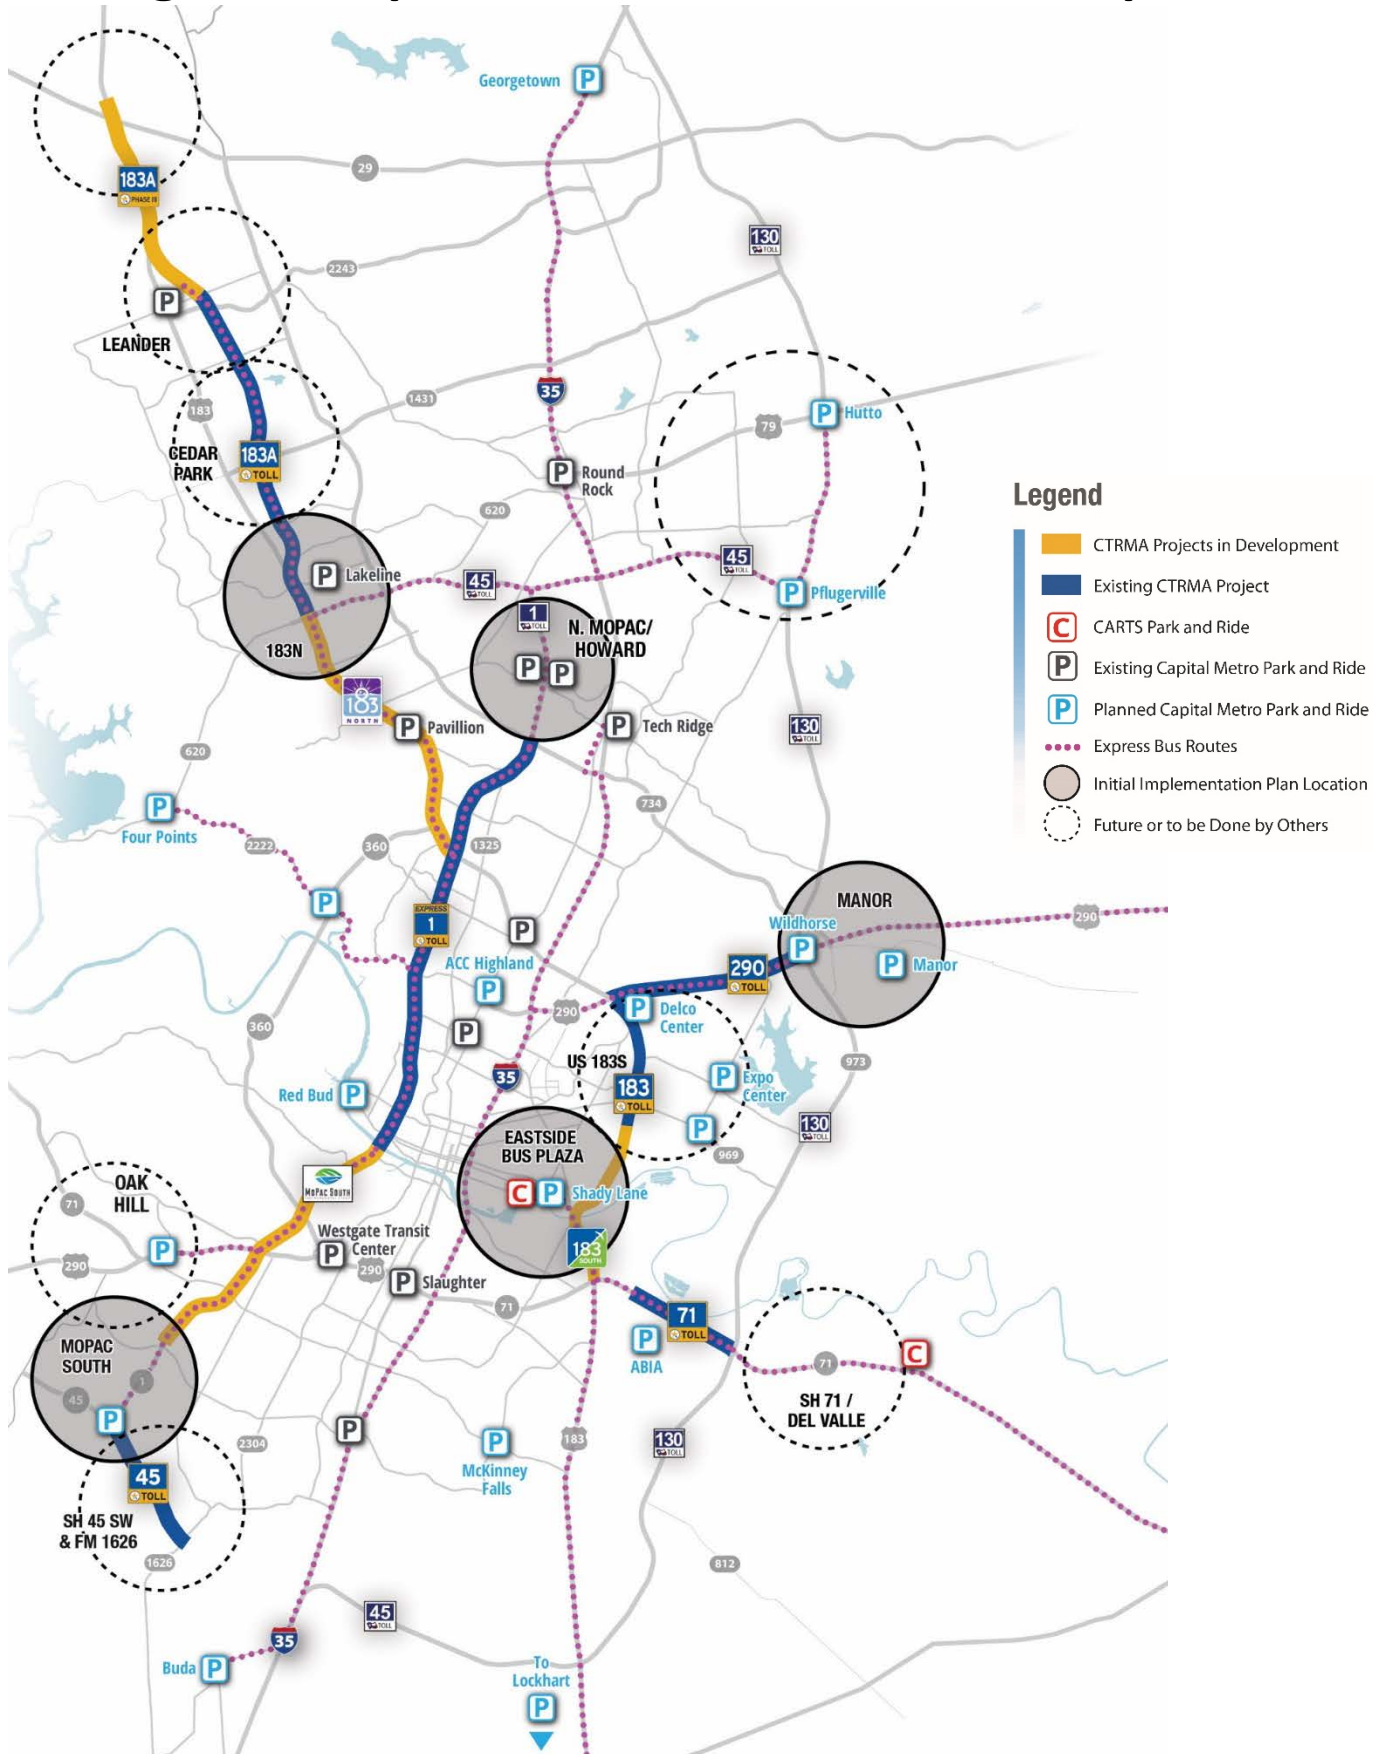 Georgetown
P
29
183A
PHASE III
130
TOLL
2243
P
LEANDER
35
1431
183
P
Hutto
79
CEDAR
PARK
183A
TOLL
P
Round
Rock
620
Legend
CTRMA Projects in Development
Existing CTRMA Project
C
CARTS Park and Ride
P
Existing Capital Metro Park and Ride
P
Planned Capital Metro Park and Ride
Express Bus Routes
Initial Implementation Plan Location
Future or to be Done by Others
45
TOLL
P
Lakeline
45
TOLL
P
Pflugerville
1
TOLL
N. MOPAC/
HOWARD
183N
P
P
183
NORTH
P
Pavillion
P
Tech Ridge
130
TOLL
620
P
Four Points
734
2222
360
1325
P
MANOR
EXPRESS
1
TOLL
P
Wildhorse
P
290
ACC Highland
P
290
TOLL
P
Manor
290
P
Delco
Center
360
P
US 183S
973
35
183
TOLL
P
Expo
Center
Red Bud
P
130
TOLL
P
EASTSIDE
BUS PLAZA
969
OAK
HILL
MOPAC SOUTH
C
P
Shady Lane
71
P
290
Westgate Transit
Center
P
290
183
SOUTH
P
Slaughter
71
71
TOLL
P
ABIA
MOPAC
SOUTH
1
45
P
71
C
SH 71 /
DEL VALLE
P
2304
P
McKinney
Falls
183
130
TOLL
45
TOLL
SH 45 SW
& FM 1626
1626
812
45
TOLL
35
Buda
P
To
Lockhart
P